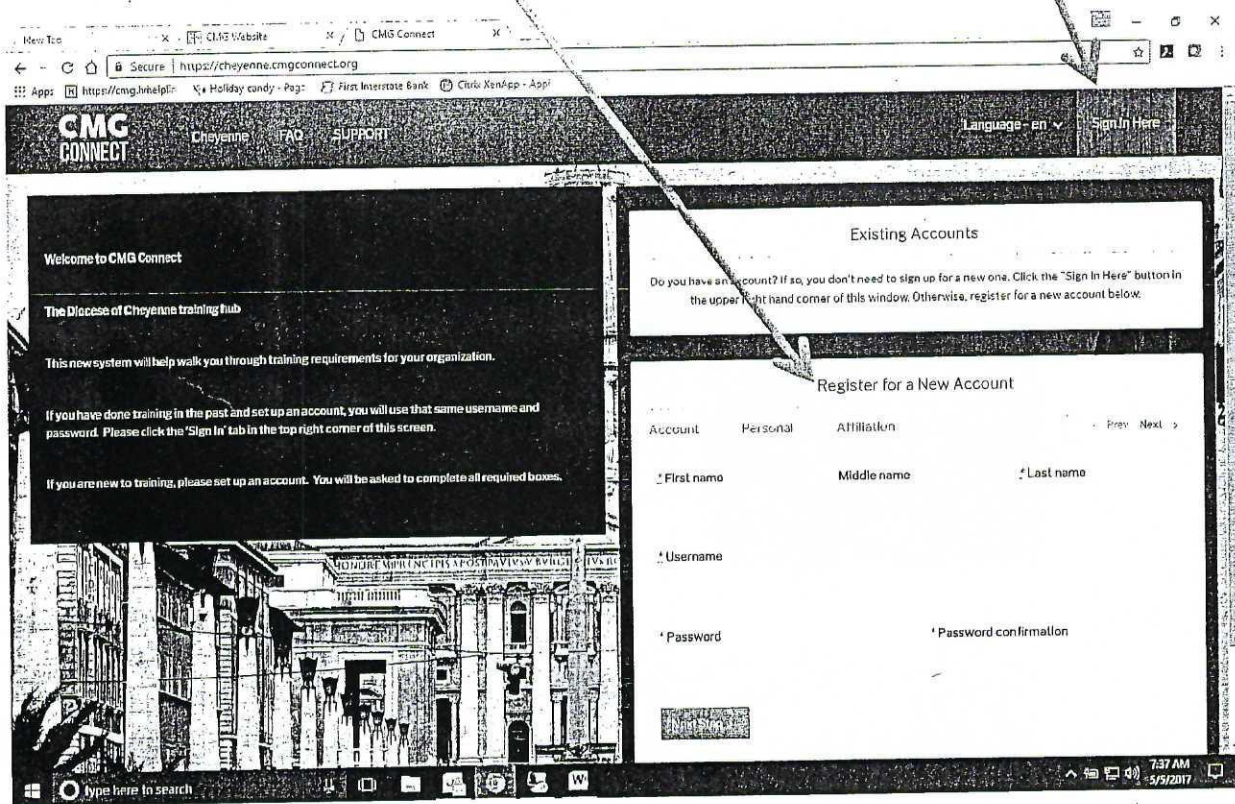 CMG Website
CMG Connect
Secure
https://cheyenne.cmgconnect.org
Apps
Holiday candy - Page
First Interstate Bank
Citrix XenApp - Appl
CMG
CONNECT
Cheyenne
FAQ
SUPPORT
Language - en
Sign In Here
Welcome to CMG Connect
The Diocese of Cheyenne training hub
This new system will help walk you through training requirements for your organization.
If you have done training in the past and set up an account, you will use that same username and
password. Please click the 'Sign In' tab in the top right corner of this screen.
If you are new to training, please set up an account. You will be asked to complete all required boxes.
Existing Accounts
Do you have an account? If so, you don't need to sign up for a new one. Click the "Sign In Here" button in
the upper right hand corner of this window. Otherwise, register for a new account below.
Register for a New Account
Account
Personal
Affiliation
Prev Next >
* First name
Middle name
* Last name
* Username
* Password
* Password confirmation
Next Step
Type here to search
7:37 AM
5/5/2017